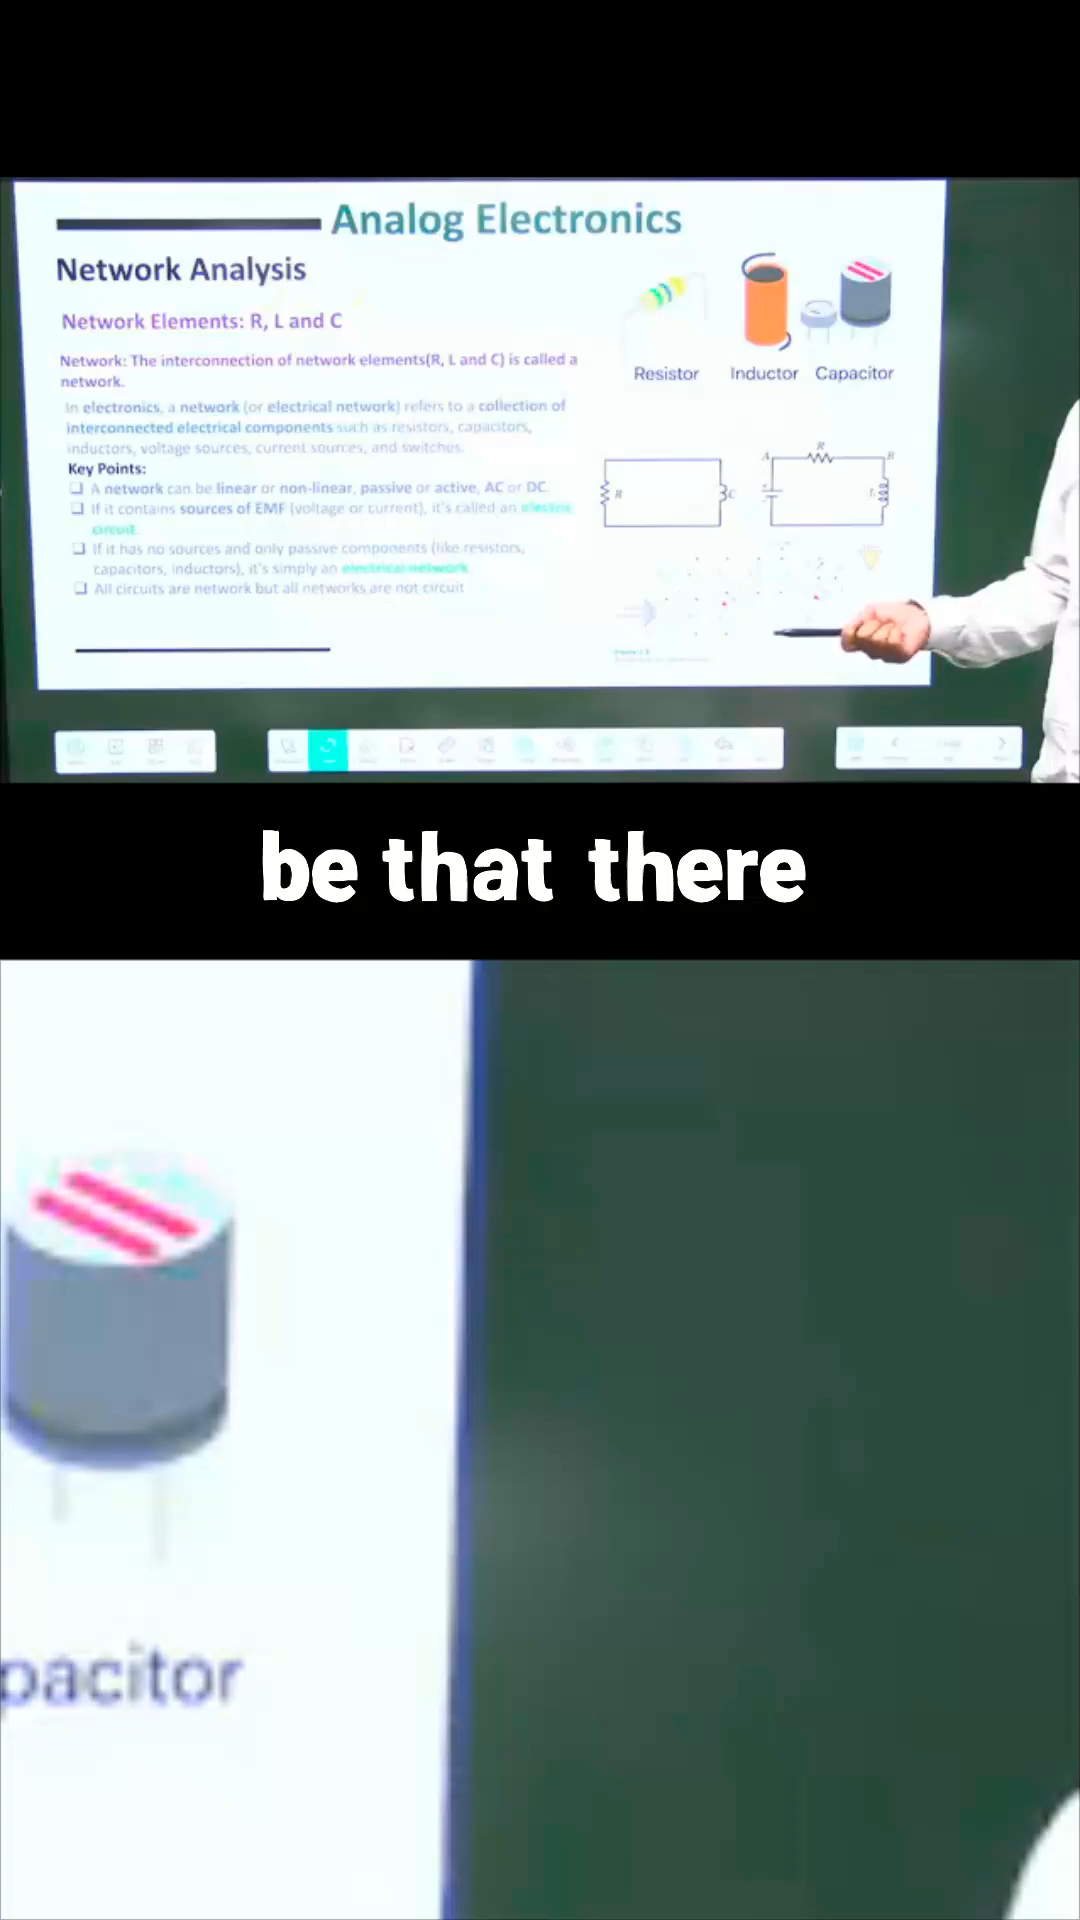 Analog Electronics
Network Analysis
Network Elements: R, L and C
Network: The interconnection of network elements(R, L and C) is called a
network.
In electronics, a network (or electrical network) refers to a collection of
interconnected electrical components such as resistors, capacitors,
inductors, voltage sources, current sources, and switches.
Key Points:
A network can be linear or non-linear, passive or active, AC or DC.
If it contains sources of EMF (voltage or current), it's called an electric
circuit.
If it has no sources and only passive components (like resistors,
capacitors, inductors), it's simply an electrical network.
All circuits are network but all networks are not circuit
Resistor Inductor Capacitor
R C
A R B
L
be that there
pacitor